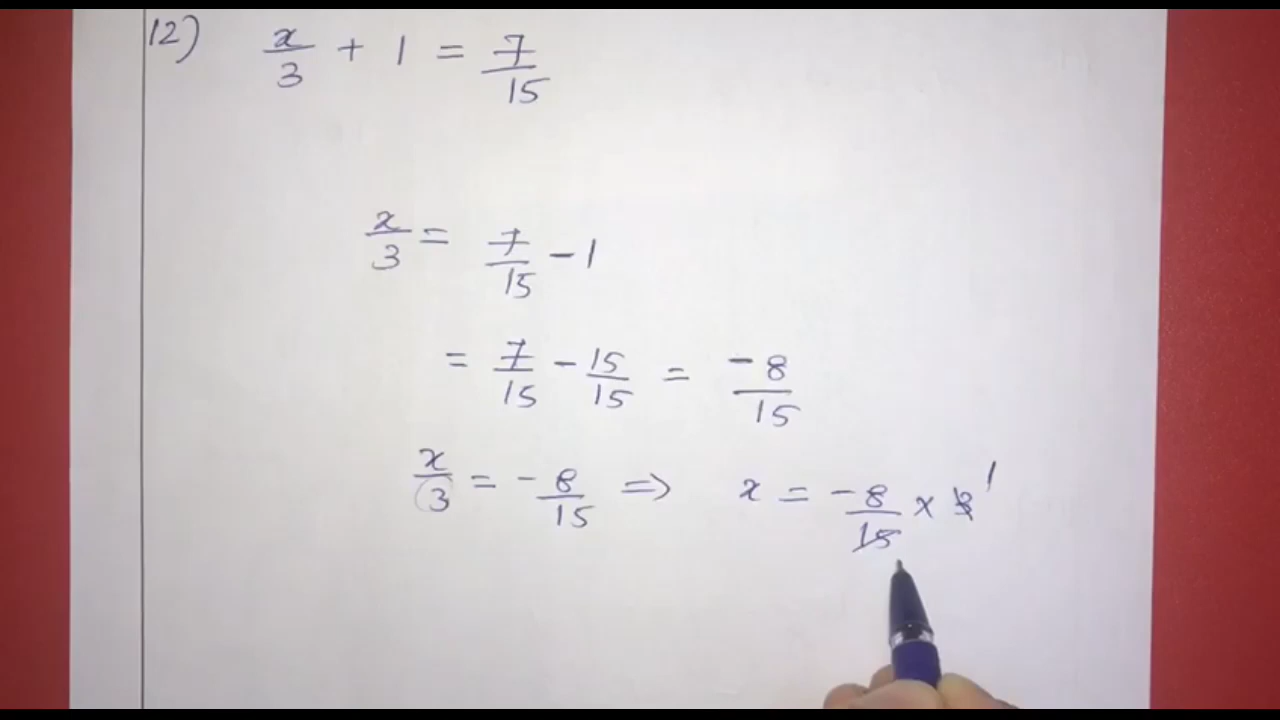 12) x/3 + 1 = 7/15
x/3 = 7/15 - 1
= 7/15 - 15/15 = -8/15
x/3 = -8/15 => x = -8/15 × 3 1